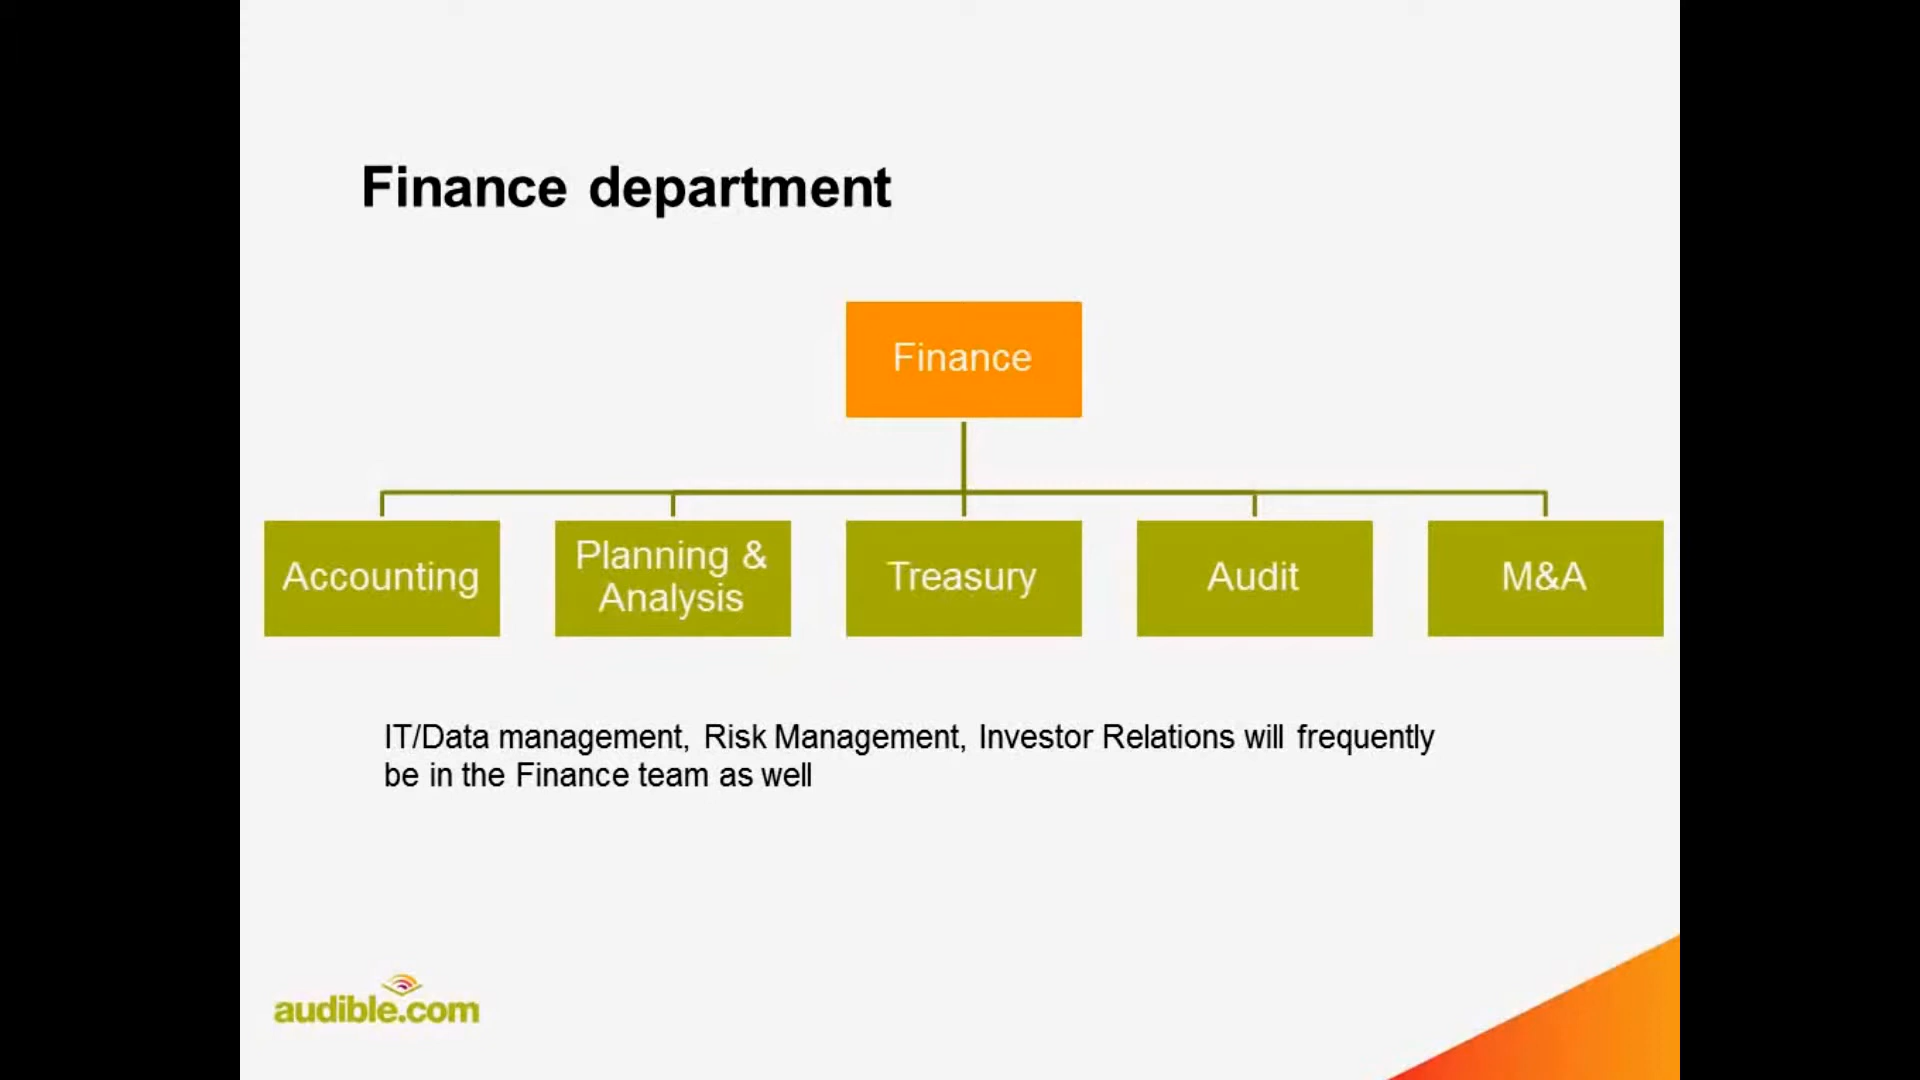 Finance department
Finance
Accounting
Planning &
Analysis
Treasury
Audit
M&A
IT/Data management, Risk Management, Investor Relations will frequently
be in the Finance team as well
audible.com